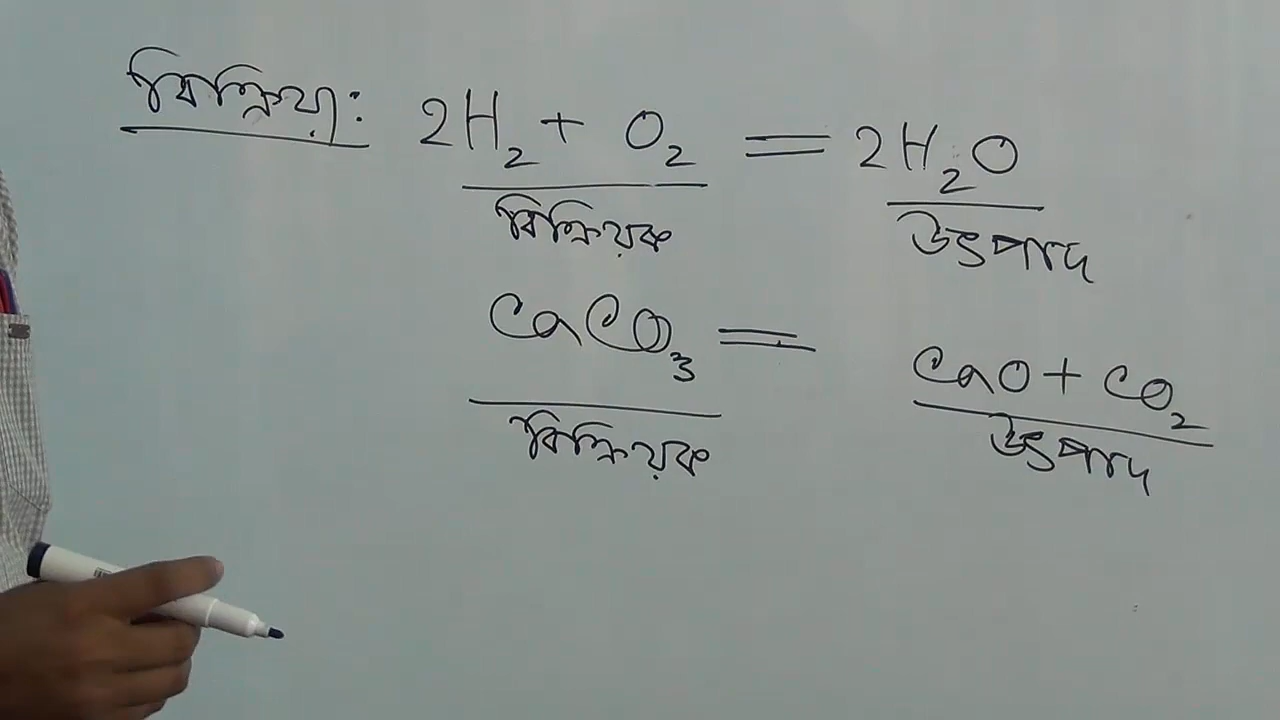 বিক্রিয়া: 2H₂ + O₂ = 2H₂O
বিক্রিয়ক উৎপাদ
CaCO₃ = CaO + CO₂
বিক্রিয়ক উৎপাদ